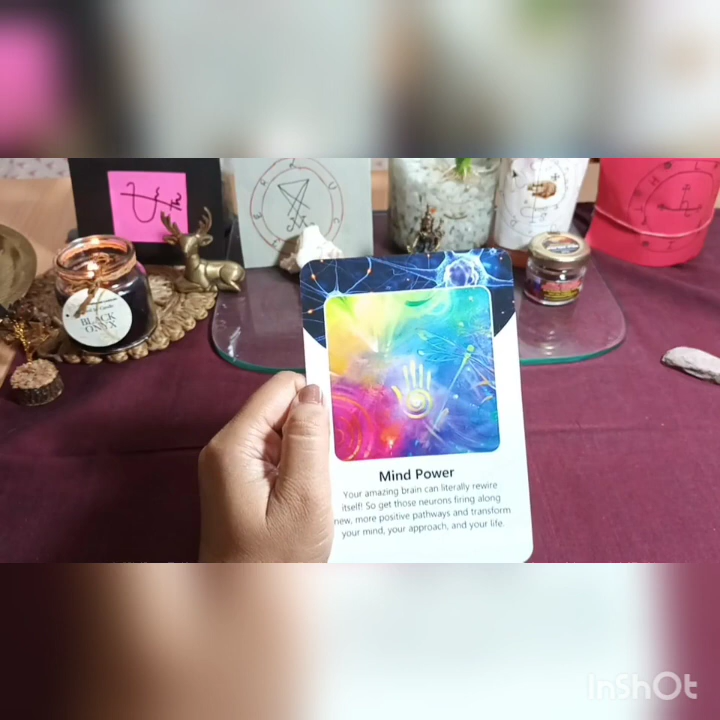 BLACK
ONYX
Mind Power
Your amazing brain can literally rewire
itself! So get those neurons firing along
new, more positive pathways and transform
your mind, your approach, and your life.
InShOt